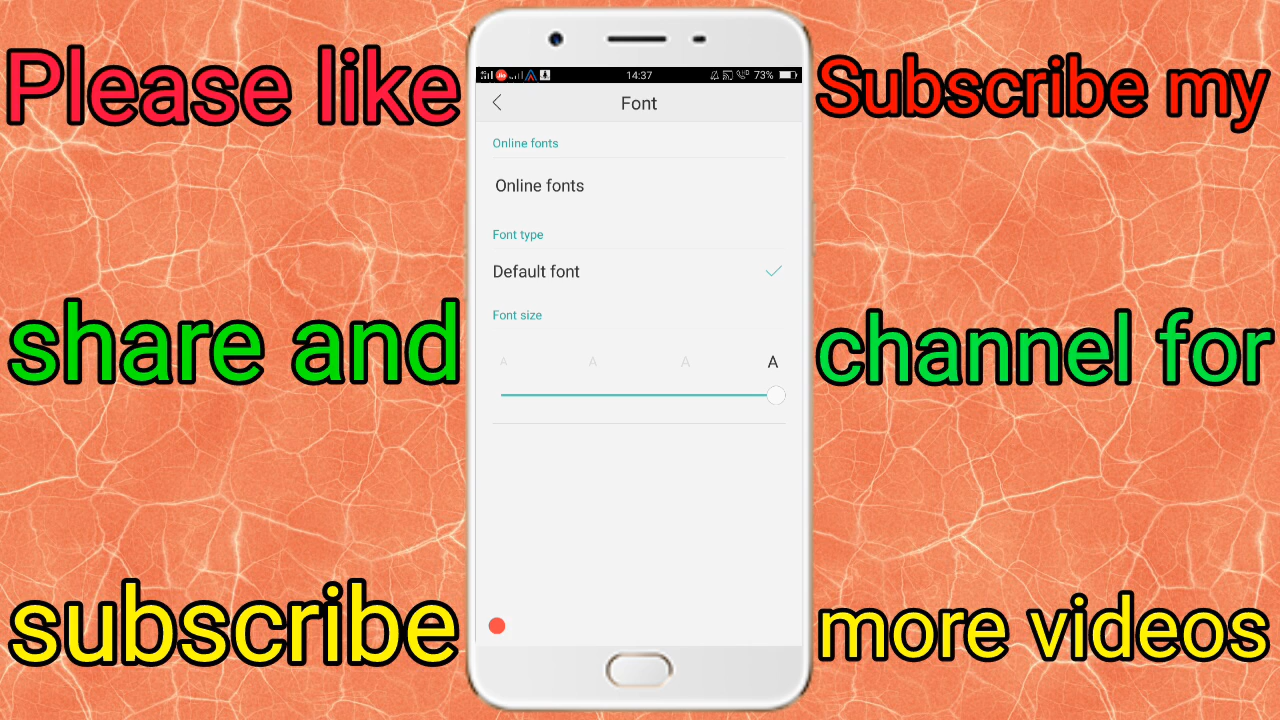 Please like
share and
subscribe
Jio 14:37 73%
Font
Online fonts
Online fonts
Font type
Default font
Font size
A A A A
Subscribe my
channel for
more videos